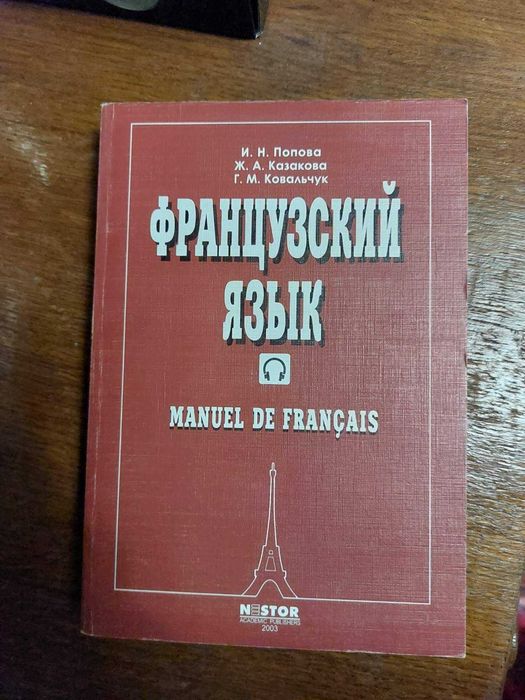 И. Н. Попова
Ж. А. Казакова
Г. М. Ковальчук
ФРАНЦУЗСКИЙ
ЯЗЫК
MANUEL DE FRANÇAIS
NESTOR
ACADEMIC PUBLISHERS
2003